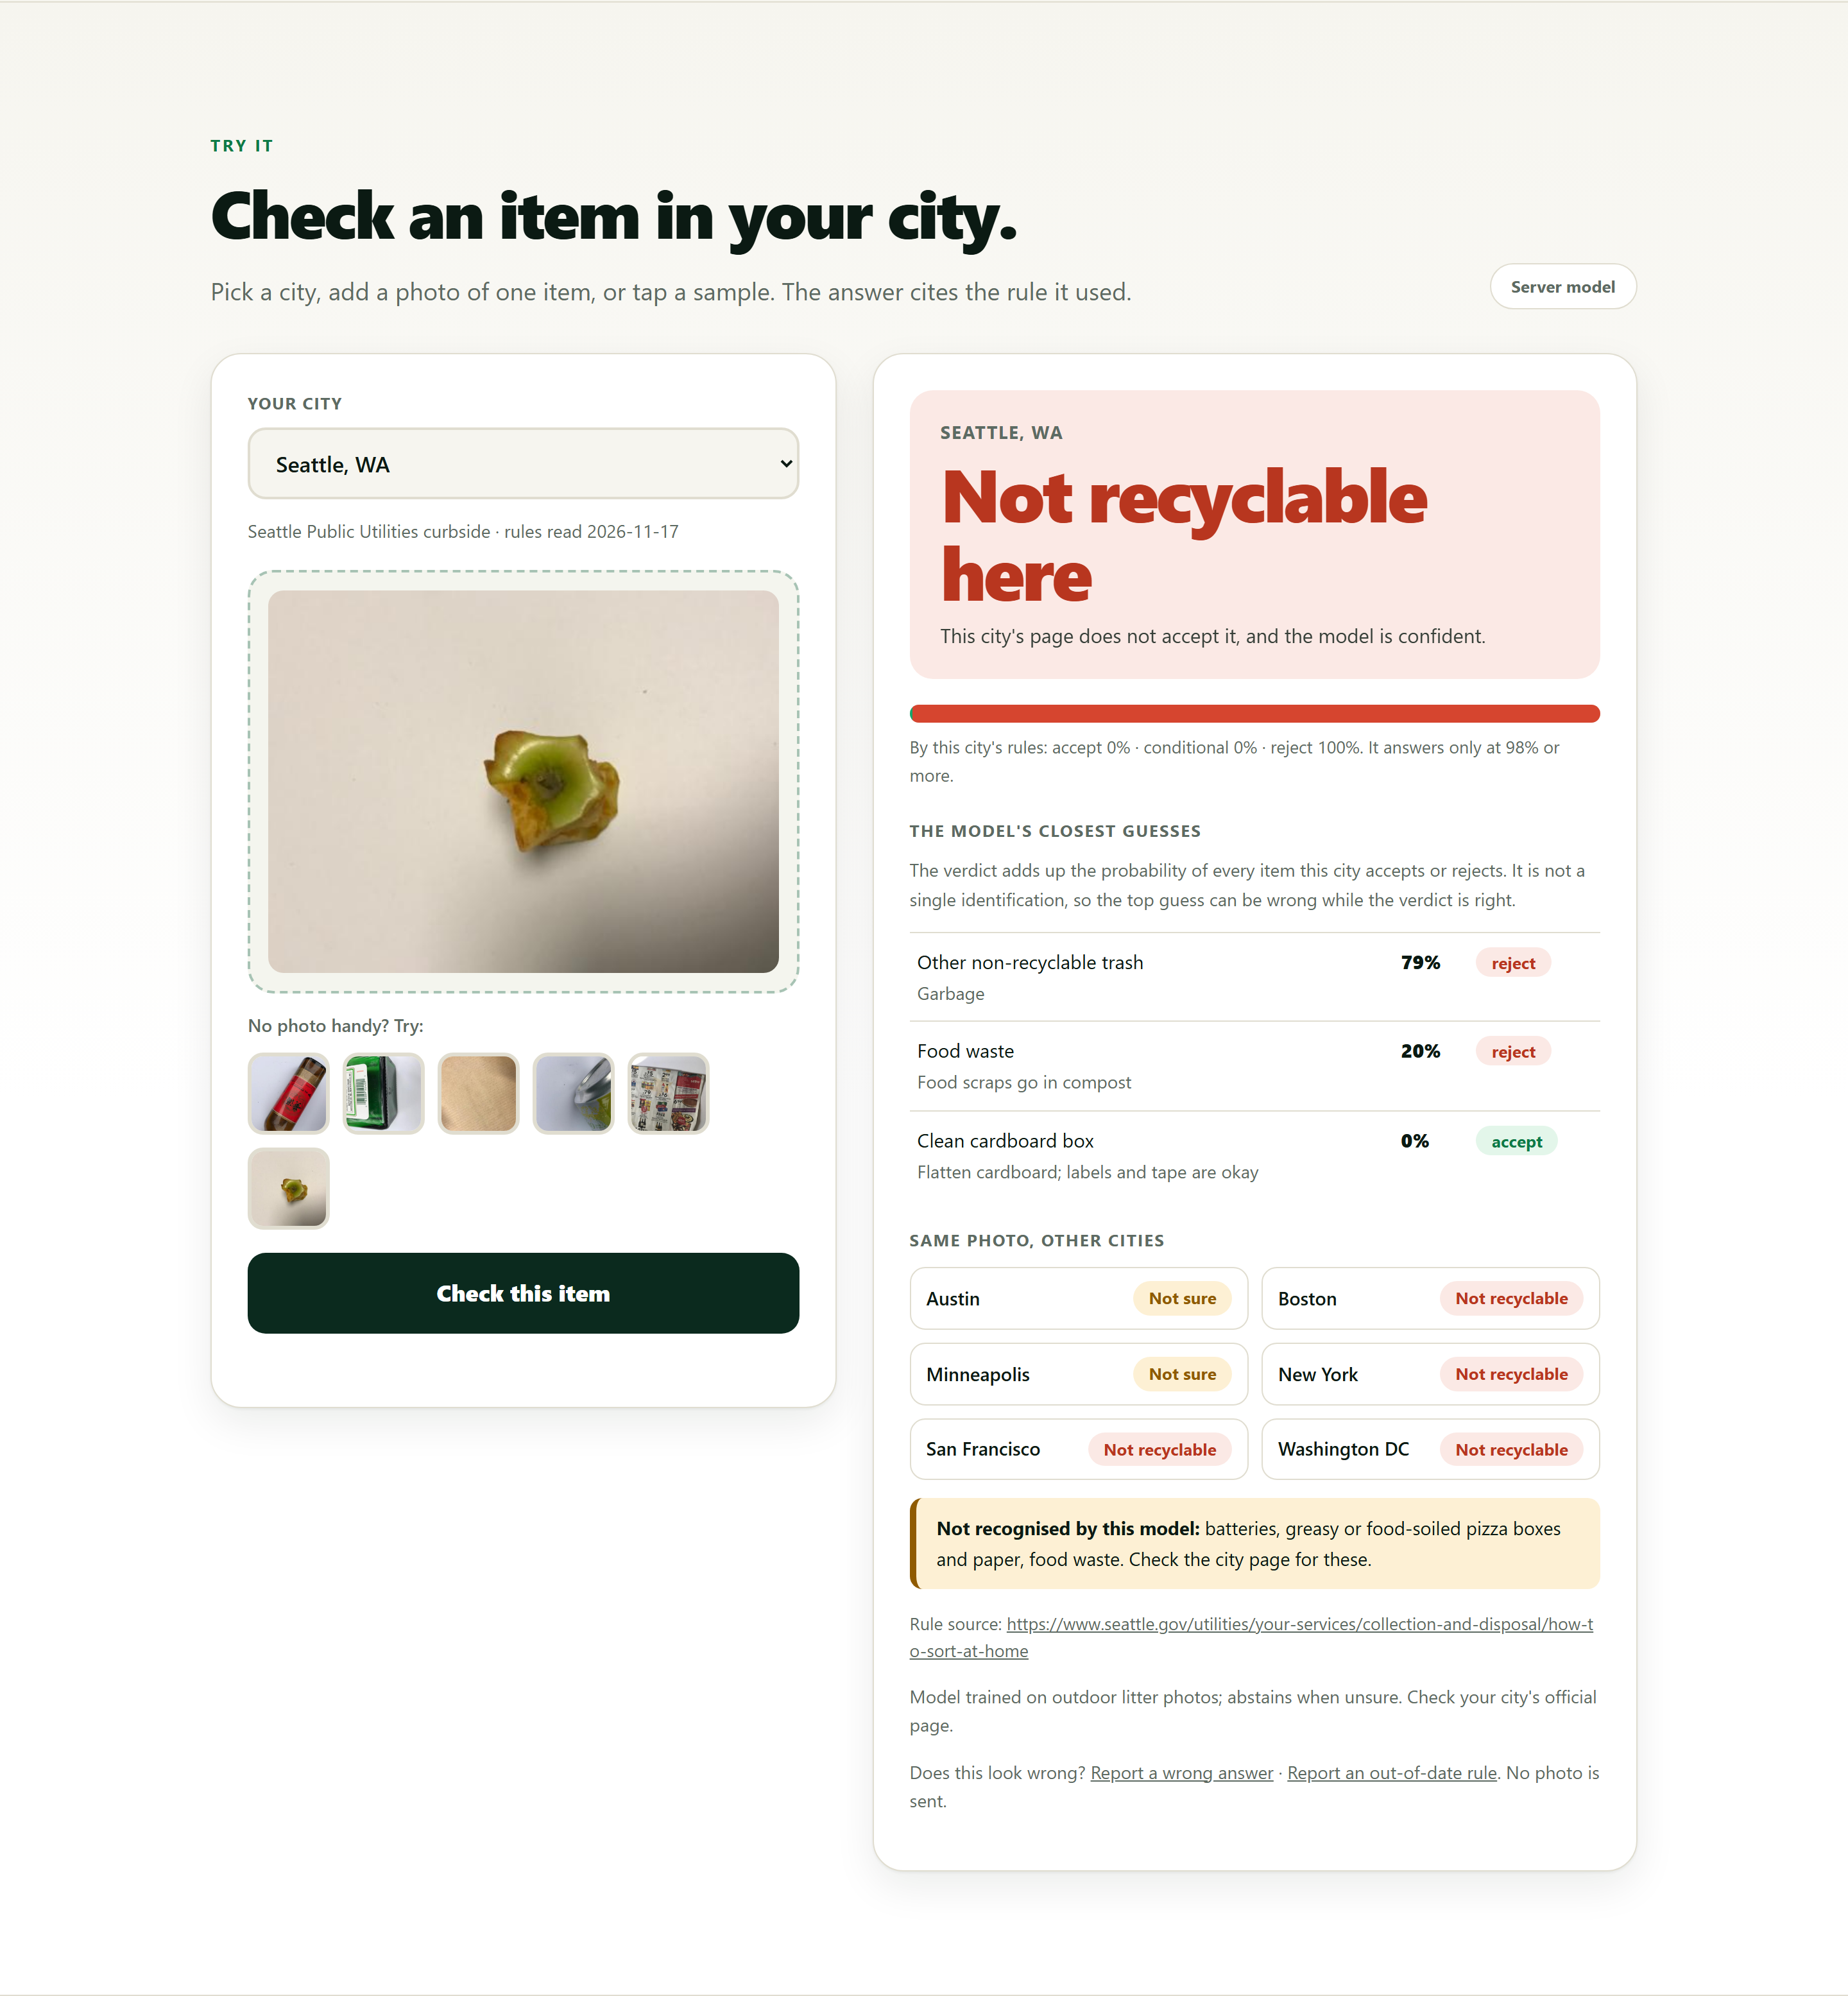 TRY IT
Check an item in your city.
Pick a city, add a photo of one item, or tap a sample. The answer cites the rule it used.
Server model
YOUR CITY
Seattle, WA
Seattle Public Utilities curbside · rules read 2026-11-17
No photo handy? Try:
Check this item
SEATTLE, WA
Not recyclable
here
This city's page does not accept it, and the model is confident.
By this city's rules: accept 0% · conditional 0% · reject 100%. It answers only at 98% or
more.
THE MODEL'S CLOSEST GUESSES
The verdict adds up the probability of every item this city accepts or rejects. It is not a
single identification, so the top guess can be wrong while the verdict is right.
Other non-recyclable trash 79% reject
Garbage
Food waste 20% reject
Food scraps go in compost
Clean cardboard box 0% accept
Flatten cardboard; labels and tape are okay
SAME PHOTO, OTHER CITIES
Austin Not sure Boston Not recyclable
Minneapolis Not sure New York Not recyclable
San Francisco Not recyclable Washington DC Not recyclable
Not recognised by this model: batteries, greasy or food-soiled pizza boxes
and paper, food waste. Check the city page for these.
Rule source: https://www.seattle.gov/utilities/your-services/collection-and-disposal/how-t
o-sort-at-home
Model trained on outdoor litter photos; abstains when unsure. Check your city's official
page.
Does this look wrong? Report a wrong answer · Report an out-of-date rule. No photo is
sent.